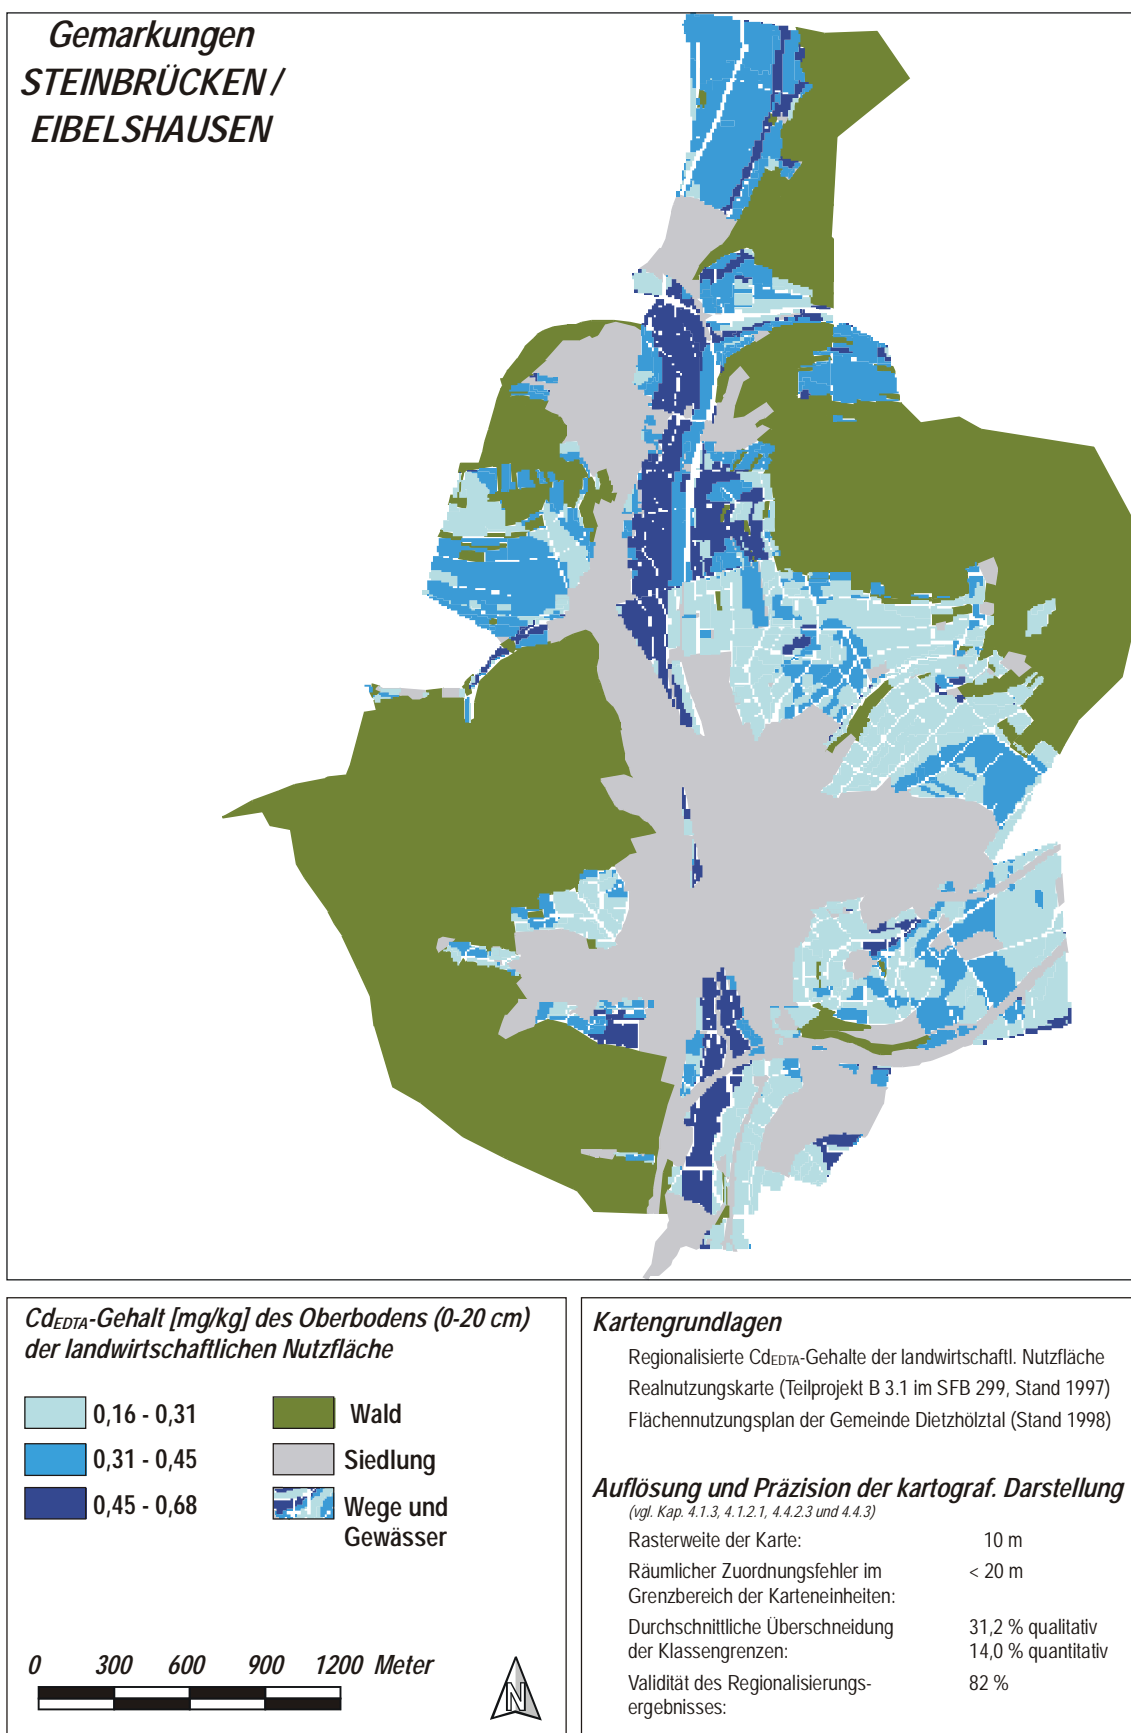 Gemarkungen
STEINBRÜCKEN /
EIBELSHAUSEN
CdEDTA-Gehalt [mg/kg] des Oberbodens (0-20 cm)
der landwirtschaftlichen Nutzfläche
0,16 - 0,31
0,31 - 0,45
0,45 - 0,68
Wald
Siedlung
Wege und
Gewässer
0 300 600 900 1200 Meter
N
Kartengrundlagen
Regionalisierte CdEDTA-Gehalte der landwirtschaftl. Nutzfläche
Realnutzungskarte (Teilprojekt B 3.1 im SFB 299, Stand 1997)
Flächennutzungsplan der Gemeinde Dietzhölztal (Stand 1998)
Auflösung und Präzision der kartograf. Darstellung
(vgl. Kap. 4.1.3, 4.1.2.1, 4.4.2.3 und 4.4.3)
Rasterweite der Karte: 10 m
Räumlicher Zuordnungsfehler im < 20 m
Grenzbereich der Karteneinheiten:
Durchschnittliche Überschneidung 31,2 % qualitativ
der Klassengrenzen: 14,0 % quantitativ
Validität des Regionalisierungs- 82 %
ergebnisses: